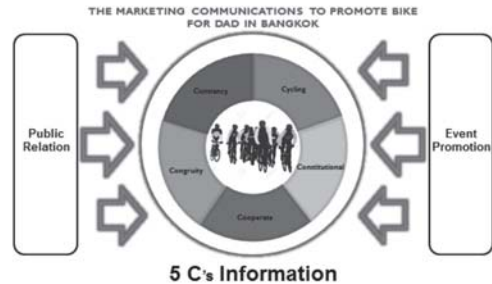 THE MARKETING COMMUNICATIONS TO PROMOTE BIKE
FOR DAD IN BANGKOK
Public
Relation
Currency
Cycling
Congruity
Constitutional
Cooperate
Event
Promotion
5 C's Information